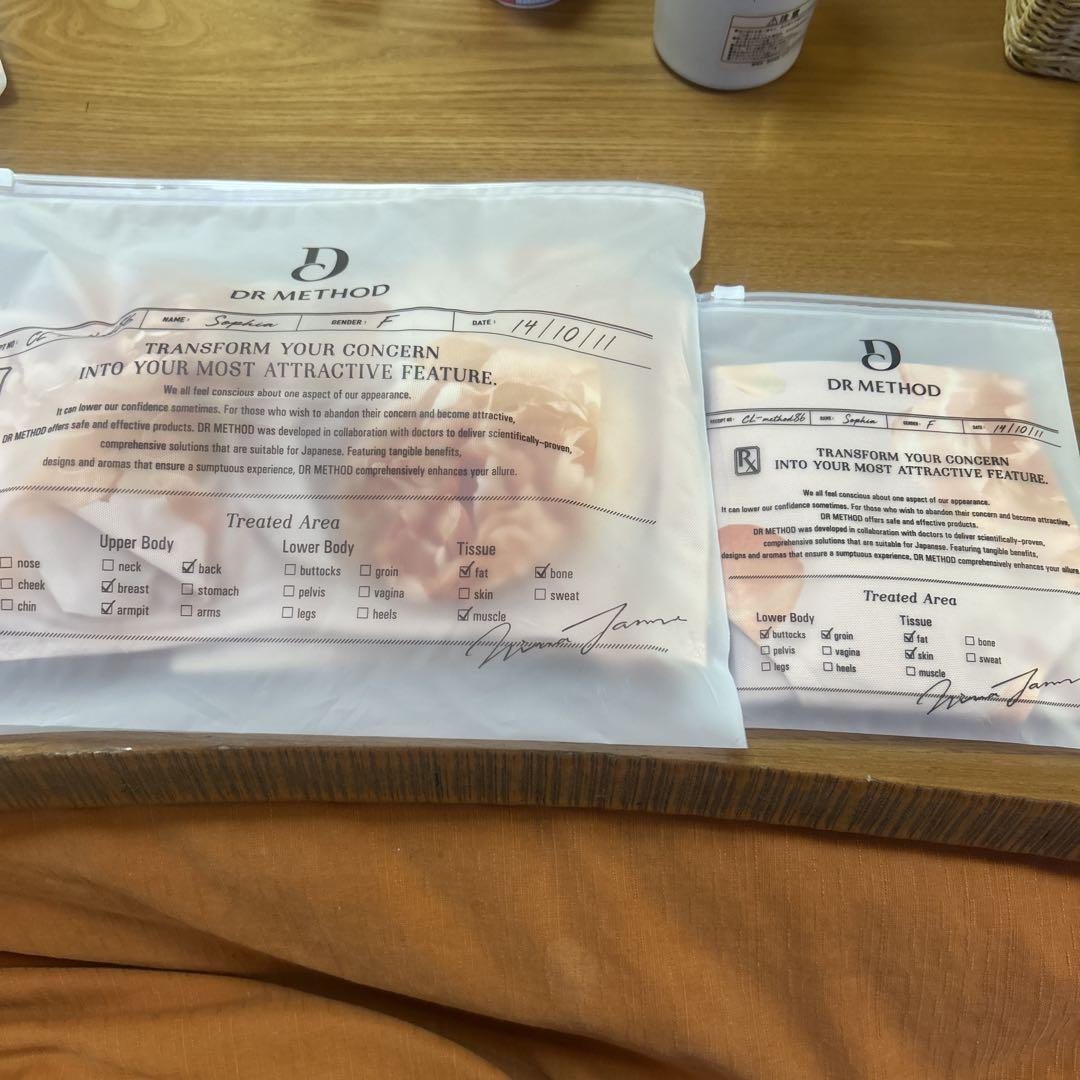 注意
DR METHOD
NAME: Sophia GENDER: F DATE: 14/10/11
TRANSFORM YOUR CONCERN
INTO YOUR MOST ATTRACTIVE FEATURE.
We all feel conscious about one aspect of our appearance.
It can lower our confidence sometimes. For those who wish to abandon their concern and become attractive,
DR METHOD offers safe and effective products. DR METHOD was developed in collaboration with doctors to deliver scientifically-proven,
comprehensive solutions that are suitable for Japanese. Featuring tangible benefits,
designs and aromas that ensure a sumptuous experience, DR METHOD comprehensively enhances your allure.
Treated Area
Upper Body Lower Body Tissue
nose neck back buttocks groin fat bone
cheek breast stomach pelvis vagina skin sweat
chin armpit arms legs heels muscle
DR METHOD
RECEIPT NO: CL-method86 NAME: Sophia GENDER: F DATE: 14/10/11
Rx
TRANSFORM YOUR CONCERN
INTO YOUR MOST ATTRACTIVE FEATURE.
We all feel conscious about one aspect of our appearance.
It can lower our confidence sometimes. For those who wish to abandon their concern and become attractive,
DR METHOD offers safe and effective products.
DR METHOD was developed in collaboration with doctors to deliver scientifically-proven,
comprehensive solutions that are suitable for Japanese. Featuring tangible benefits,
designs and aromas that ensure a sumptuous experience, DR METHOD comprehensively enhances your allure
Treated Area
Lower Body Tissue
buttocks groin fat bone
pelvis vagina skin sweat
legs heels muscle